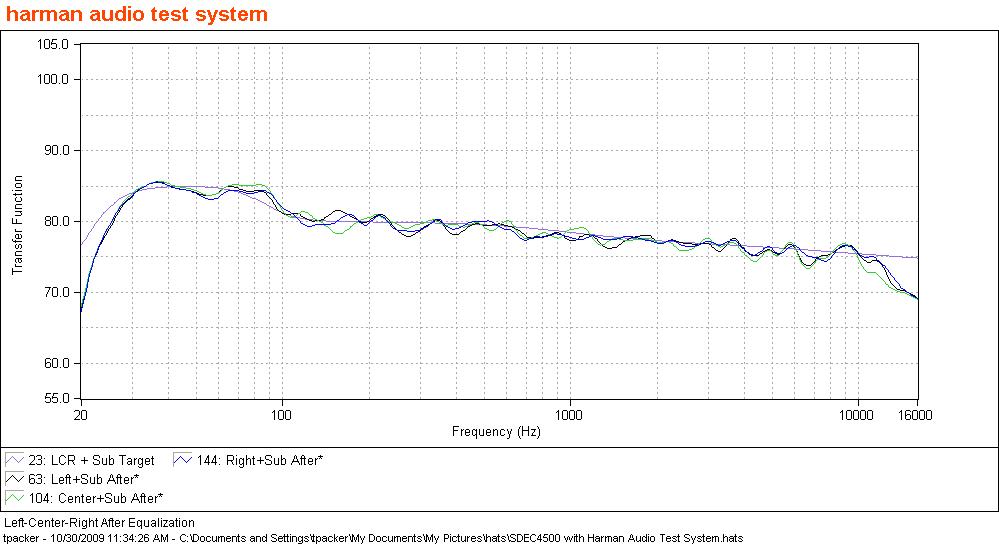 harman audio test system
105.0
100.0
90.0
80.0
70.0
60.0
55.0
Transfer Function
20 100 1000 10000 16000
Frequency (Hz)
23: LCR + Sub Target 144: Right+Sub After*
63: Left+Sub After*
104: Center+Sub After*
Left-Center-Right After Equalization
tpacker - 10/30/2009 11:34:26 AM - C:\Documents and Settings\tpacker\My Documents\My Pictures\hats\SDEC4500 with Harman Audio Test System.hats